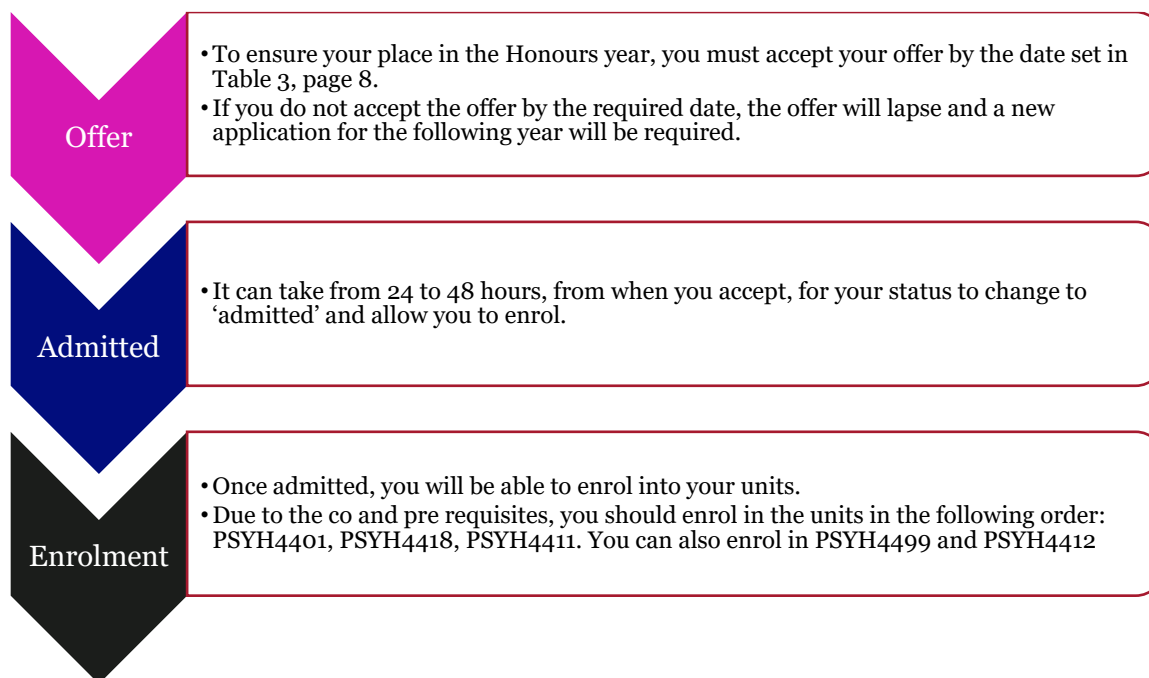 Offer
• To ensure your place in the Honours year, you must accept your offer by the date set in
Table 3, page 8.
• If you do not accept the offer by the required date, the offer will lapse and a new
application for the following year will be required.
Admitted
• It can take from 24 to 48 hours, from when you accept, for your status to change to
‘admitted’ and allow you to enrol.
Enrolment
• Once admitted, you will be able to enrol into your units.
• Due to the co and pre requisites, you should enrol in the units in the following order:
PSYH4401, PSYH4418, PSYH4411. You can also enrol in PSYH4499 and PSYH4412